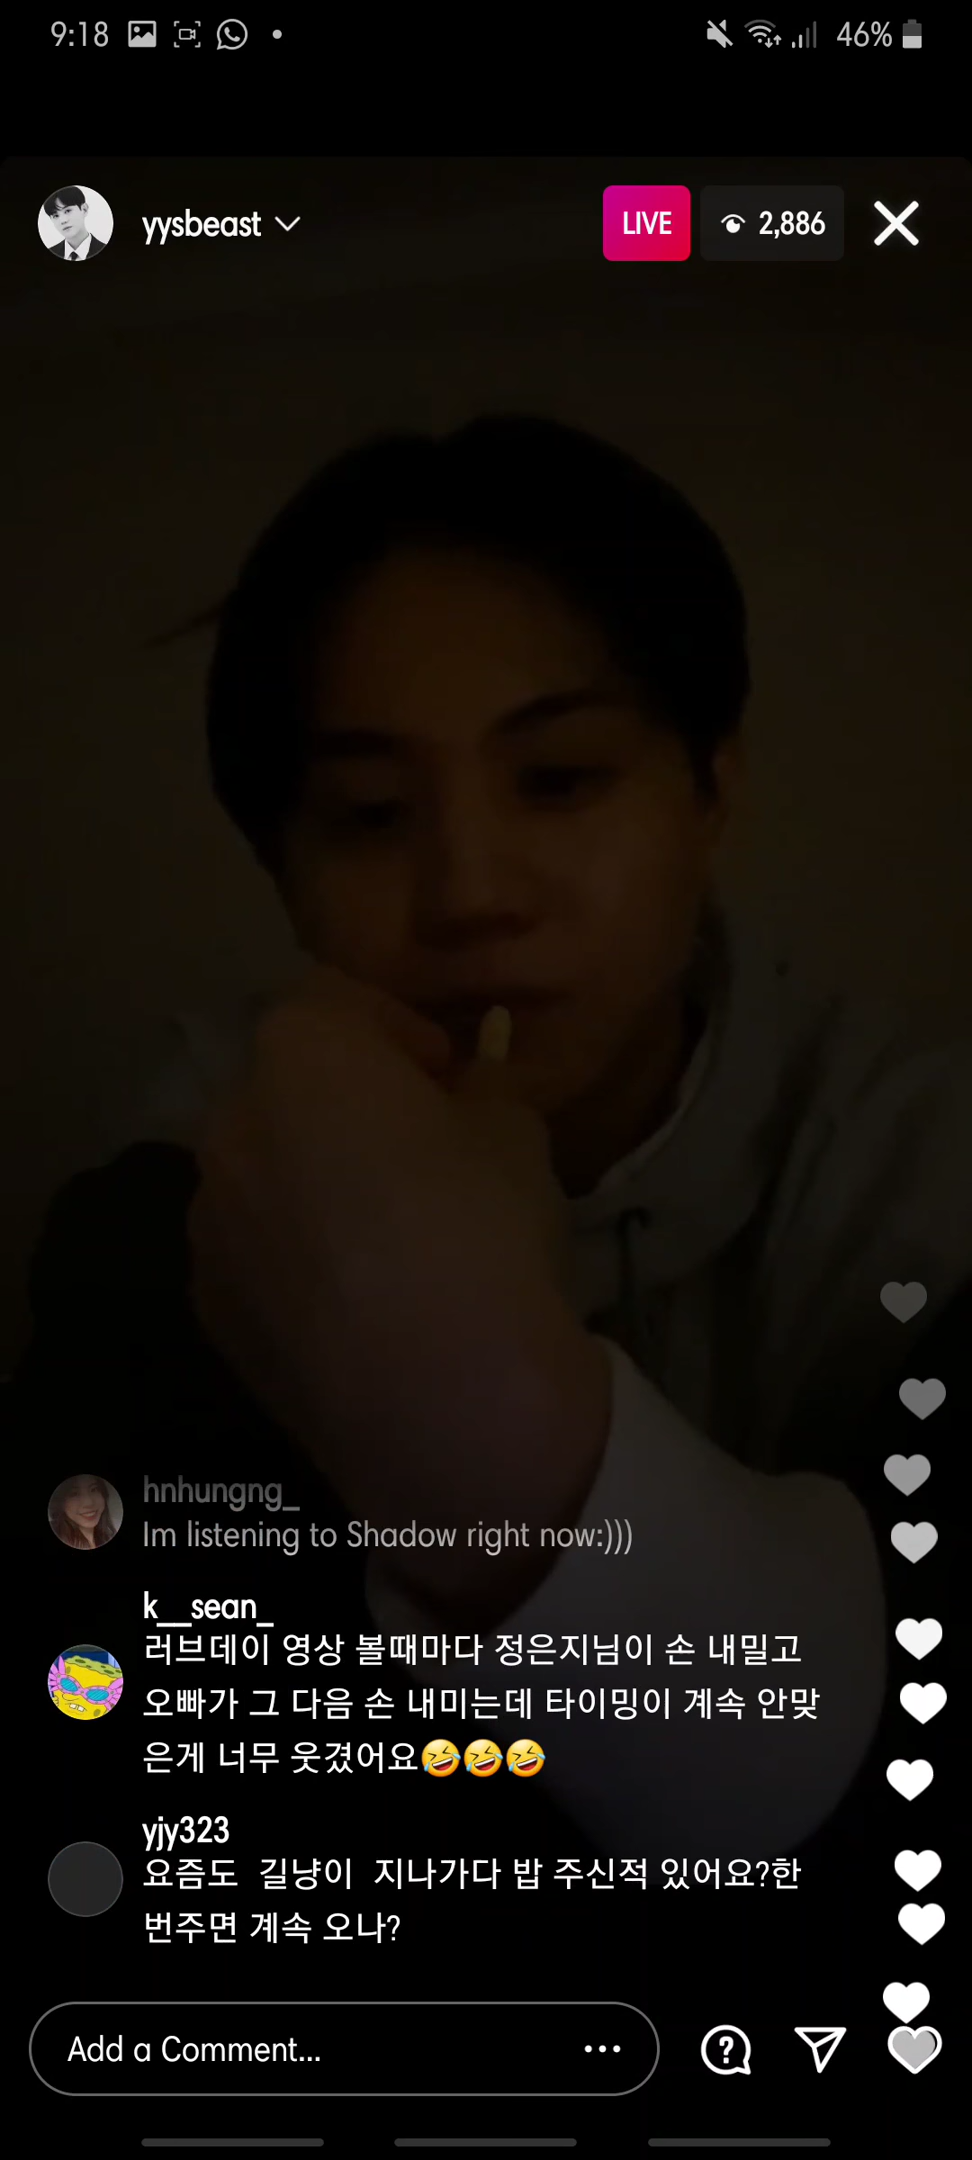 9:18
46%
yysbeast
LIVE
2,886
hnhungng_
Im listening to Shadow right now:)))
k__sean_
러브데이 영상 볼때마다 정은지님이 손 내밀고
오빠가 그 다음 손 내미는데 타이밍이 계속 안맞
은게 너무 웃겼어요🤣🤣🤣
yjy323
요즘도 길냥이 지나가다 밥 주신적 있어요?한
번주면 계속 오나?
Add a Comment...